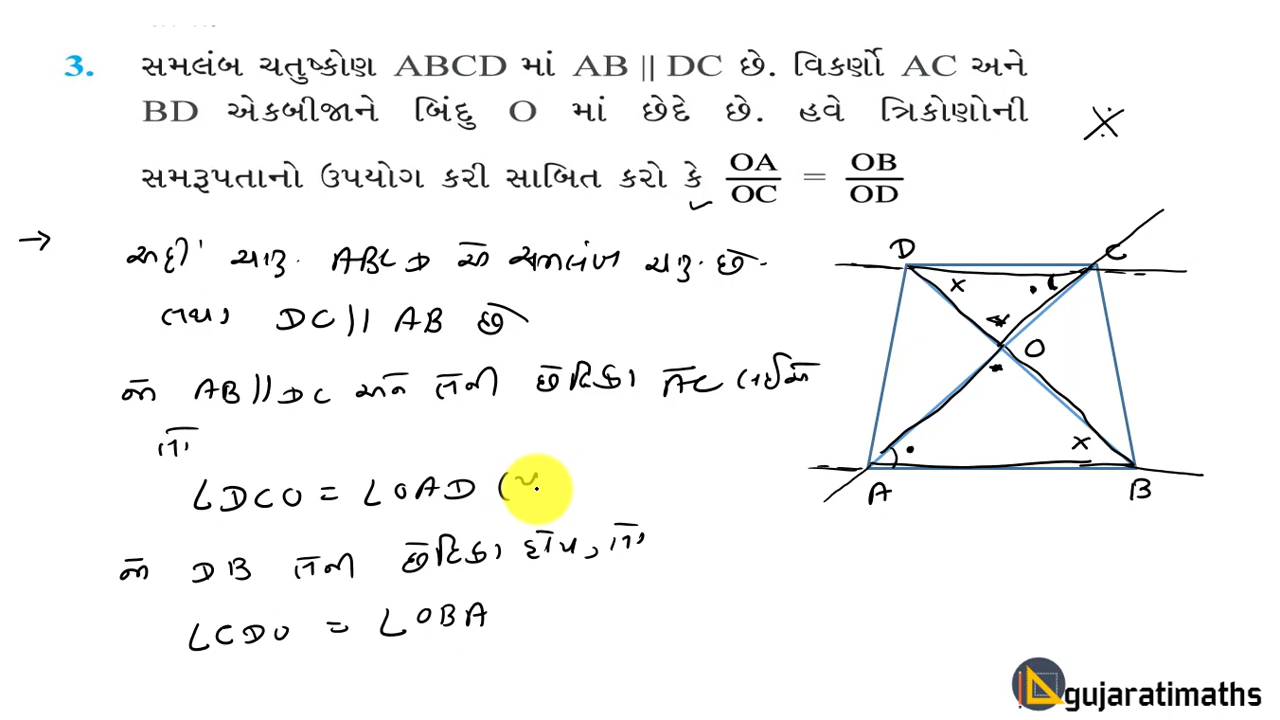 3. સમલંબ ચતુષ્કોણ ABCD માં AB || DC છે. વિકર્ણો AC અને
BD એકબીજાને બિંદુ O માં છેદે છે. હવે ત્રિકોણોની
સમરૂપતાનો ઉપયોગ કરી સાબિત કરો કે OA/OC = OB/OD
→ અહીં ચતુ. ABCD એ સમલંબ ચતુ. છે.
તથા DC || AB છે
જો AB || DC અને તેની છેદિકા AC લઈએ
તો
∠DCO = ∠OAD (યુ
જો DB તેની છેદિકા હોય, તો
∠CDO = ∠OBA
D C
O
A B
gujaratimaths